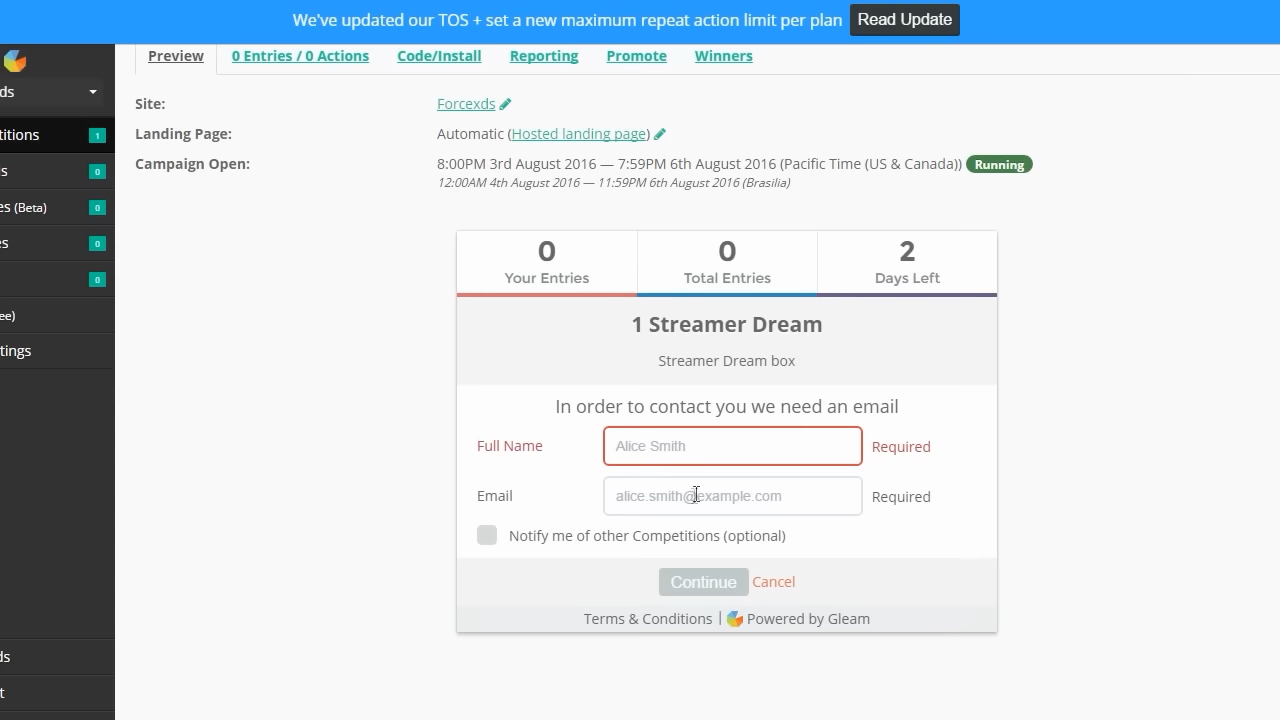 We've updated our TOS + set a new maximum repeat action limit per plan Read Update
Preview 0 Entries / 0 Actions Code/Install Reporting Promote Winners
ds
Site: Forcexds
titions 1
Landing Page: Automatic (Hosted landing page)
Campaign Open: 8:00PM 3rd August 2016 — 7:59PM 6th August 2016 (Pacific Time (US & Canada)) Running
s 0
12:00AM 4th August 2016 — 11:59PM 6th August 2016 (Brasilia)
es (Beta) 0
es 0
0
ee)
tings
0 0 2
Your Entries Total Entries Days Left
1 Streamer Dream
Streamer Dream box
In order to contact you we need an email
Full Name Alice Smith Required
Email alice.smith@example.com Required
Notify me of other Competitions (optional)
Continue Cancel
Terms & Conditions | Powered by Gleam
ds
t